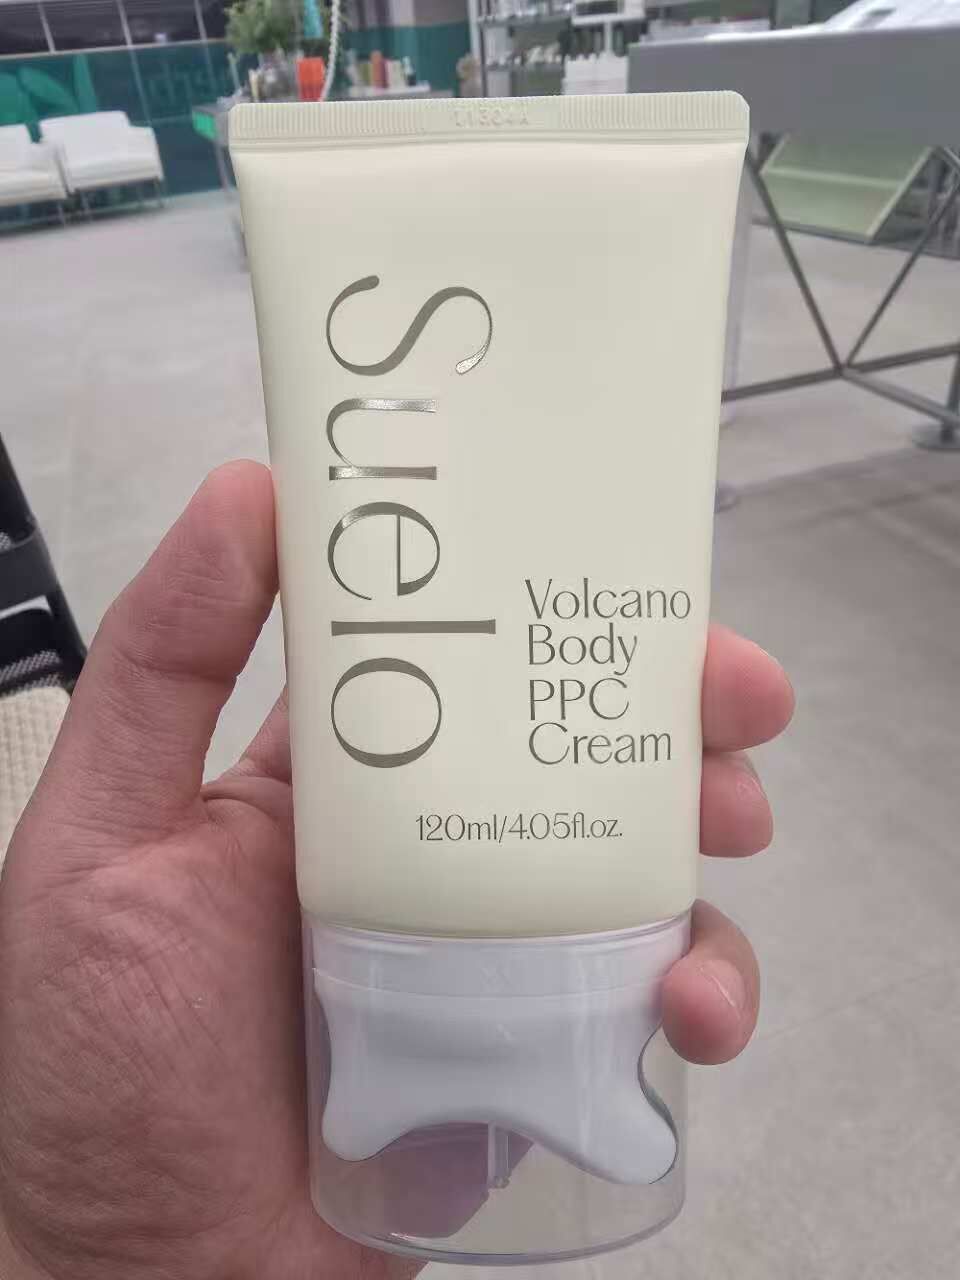 Suelo
Volcano
Body
PPC
Cream
120ml/4.05fl.oz.